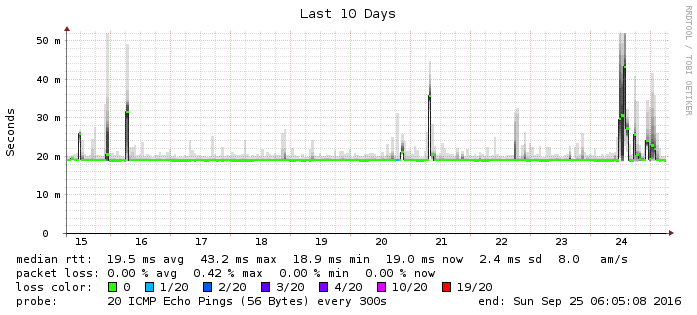 Last 10 Days
RRDTOOL / TOBI OETIKER
Seconds
50 m
40 m
30 m
20 m
10 m
0
15 16 17 18 19 20 21 22 23 24
median rtt: 19.5 ms avg 43.2 ms max 18.9 ms min 19.0 ms now 2.4 ms sd 8.0 am/s
packet loss: 0.00 % avg 0.42 % max 0.00 % min 0.00 % now
loss color: 0 1/20 2/20 3/20 4/20 10/20 19/20
probe: 20 ICMP Echo Pings (56 Bytes) every 300s end: Sun Sep 25 06:05:08 2016